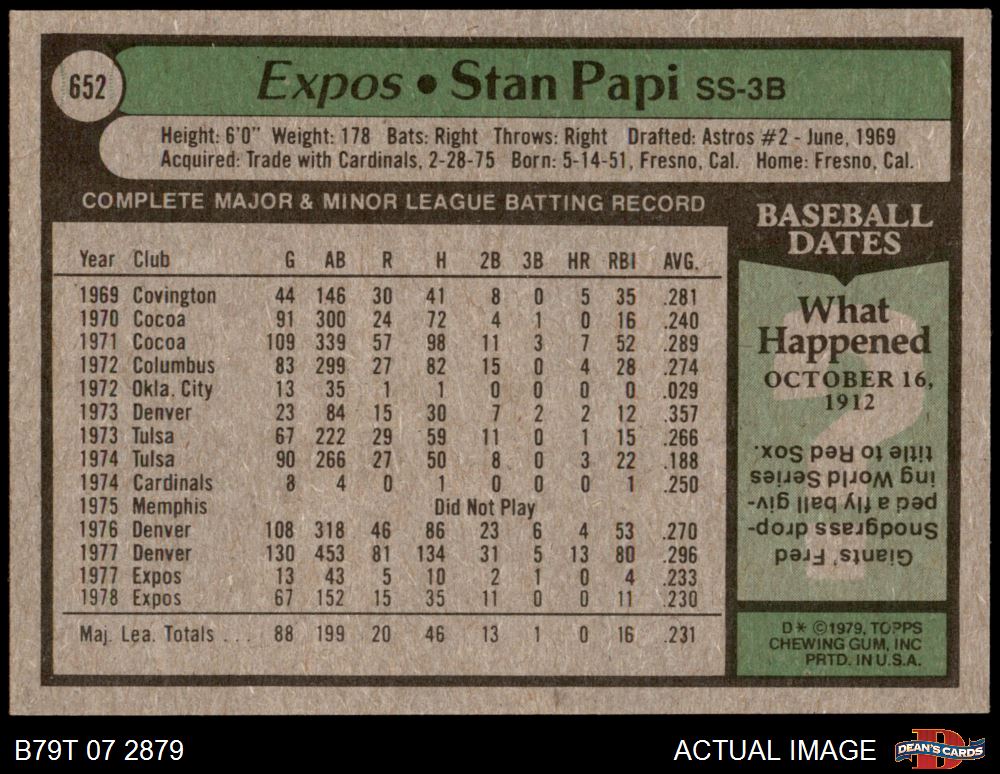 652
Expos • Stan Papi SS-3B
Height: 6'0" Weight: 178 Bats: Right Throws: Right Drafted: Astros #2 - June, 1969
Acquired: Trade with Cardinals, 2-28-75 Born: 5-14-51, Fresno, Cal. Home: Fresno, Cal.
COMPLETE MAJOR & MINOR LEAGUE BATTING RECORD
Year Club G AB R H 2B 3B HR RBI AVG.
1969 Covington 44 146 30 41 8 0 5 35 .281
1970 Cocoa 91 300 24 72 4 1 0 16 .240
1971 Cocoa 109 339 57 98 11 3 7 52 .289
1972 Columbus 83 299 27 82 15 0 4 28 .274
1972 Okla. City 13 35 1 1 0 0 0 0 .029
1973 Denver 23 84 15 30 7 2 2 12 .357
1973 Tulsa 67 222 29 59 11 0 1 15 .266
1974 Tulsa 90 266 27 50 8 0 3 22 .188
1974 Cardinals 8 4 0 1 0 0 0 1 .250
1975 Memphis Did Not Play
1976 Denver 108 318 46 86 23 6 4 53 .270
1977 Denver 130 453 81 134 31 5 13 80 .296
1977 Expos 13 43 5 10 2 1 0 4 .233
1978 Expos 67 152 15 35 11 0 0 11 .230
Maj. Lea. Totals . . . 88 199 20 46 13 1 0 16 .231
BASEBALL
DATES
What
Happened
OCTOBER 16,
1912
Giants' Fred
Snodgrass drop-
ped a fly ball giv-
ing World Series
title to Red Sox.
D* ©1979, TOPPS
CHEWING GUM, INC
PRTD. IN U.S.A.
B79T 07 2879
ACTUAL IMAGE
DEAN'S CARDS